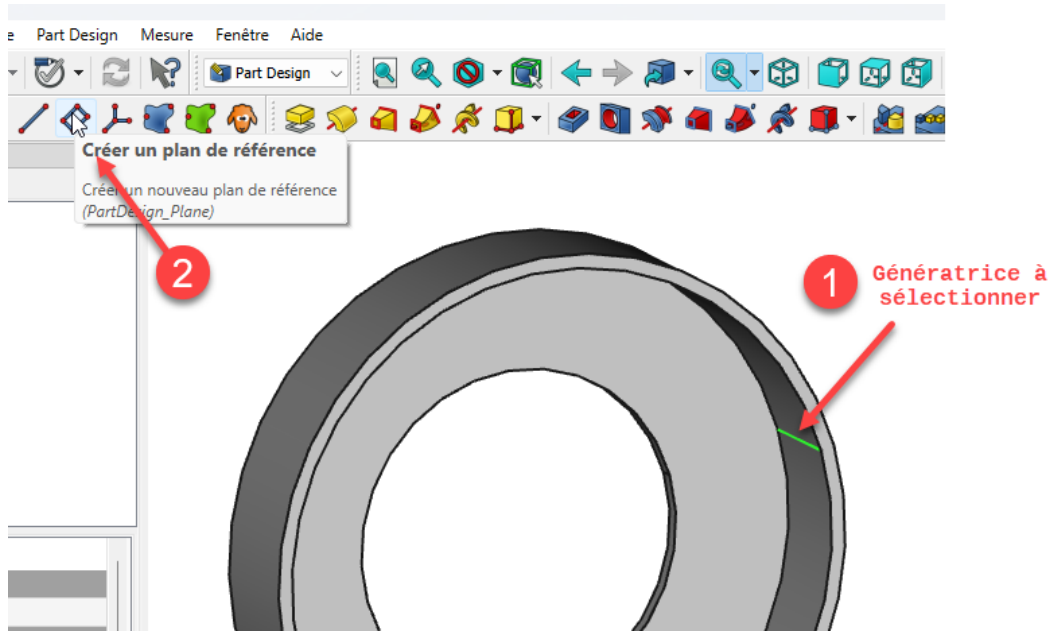 e Part Design Mesure Fenêtre Aide
Part Design
Créer un plan de référence
Créer un nouveau plan de référence
(PartDesign_Plane)
2
1
Génératrice à
sélectionner